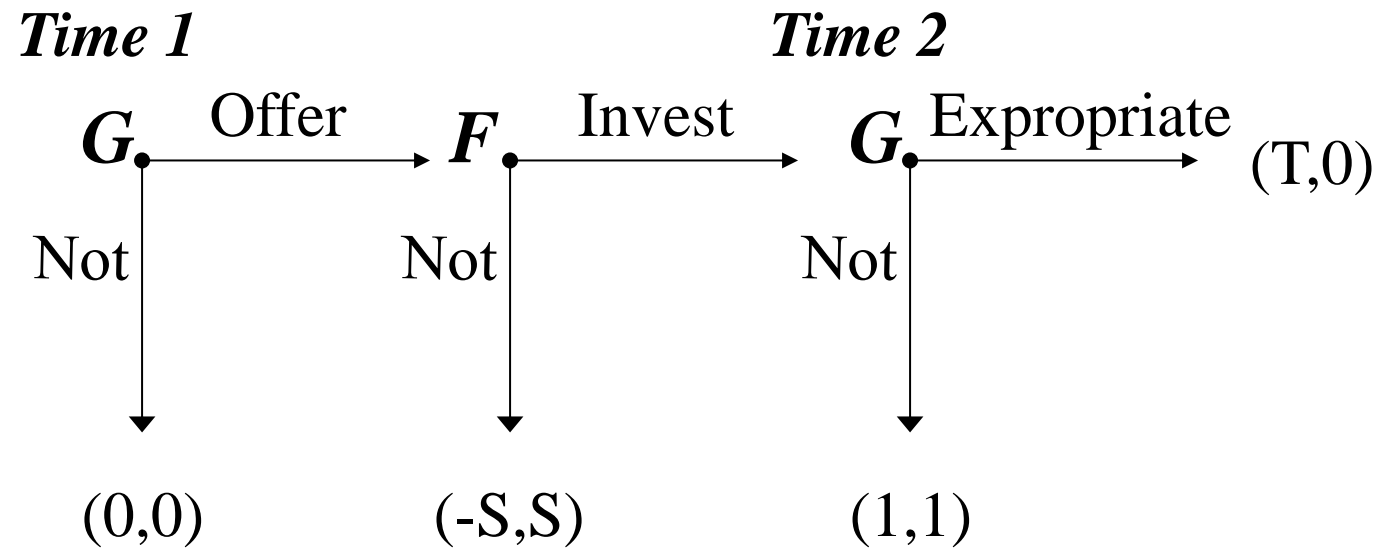 Time 1 Time 2
G Offer F Invest G Expropriate (T,0)
Not Not Not
(0,0) (-S,S) (1,1)